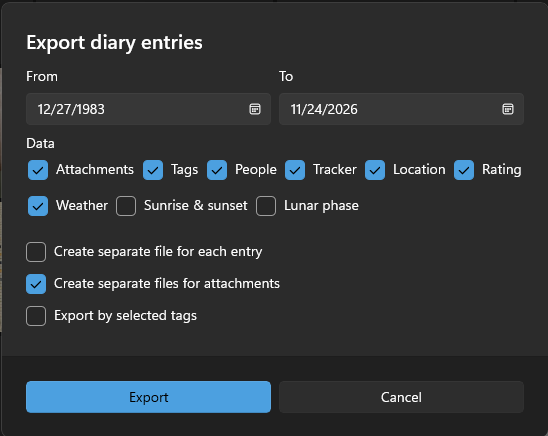 Export diary entries
From To
12/27/1983 11/24/2026
Data
Attachments Tags People Tracker Location Rating
Weather Sunrise & sunset Lunar phase
Create separate file for each entry
Create separate files for attachments
Export by selected tags
Export Cancel